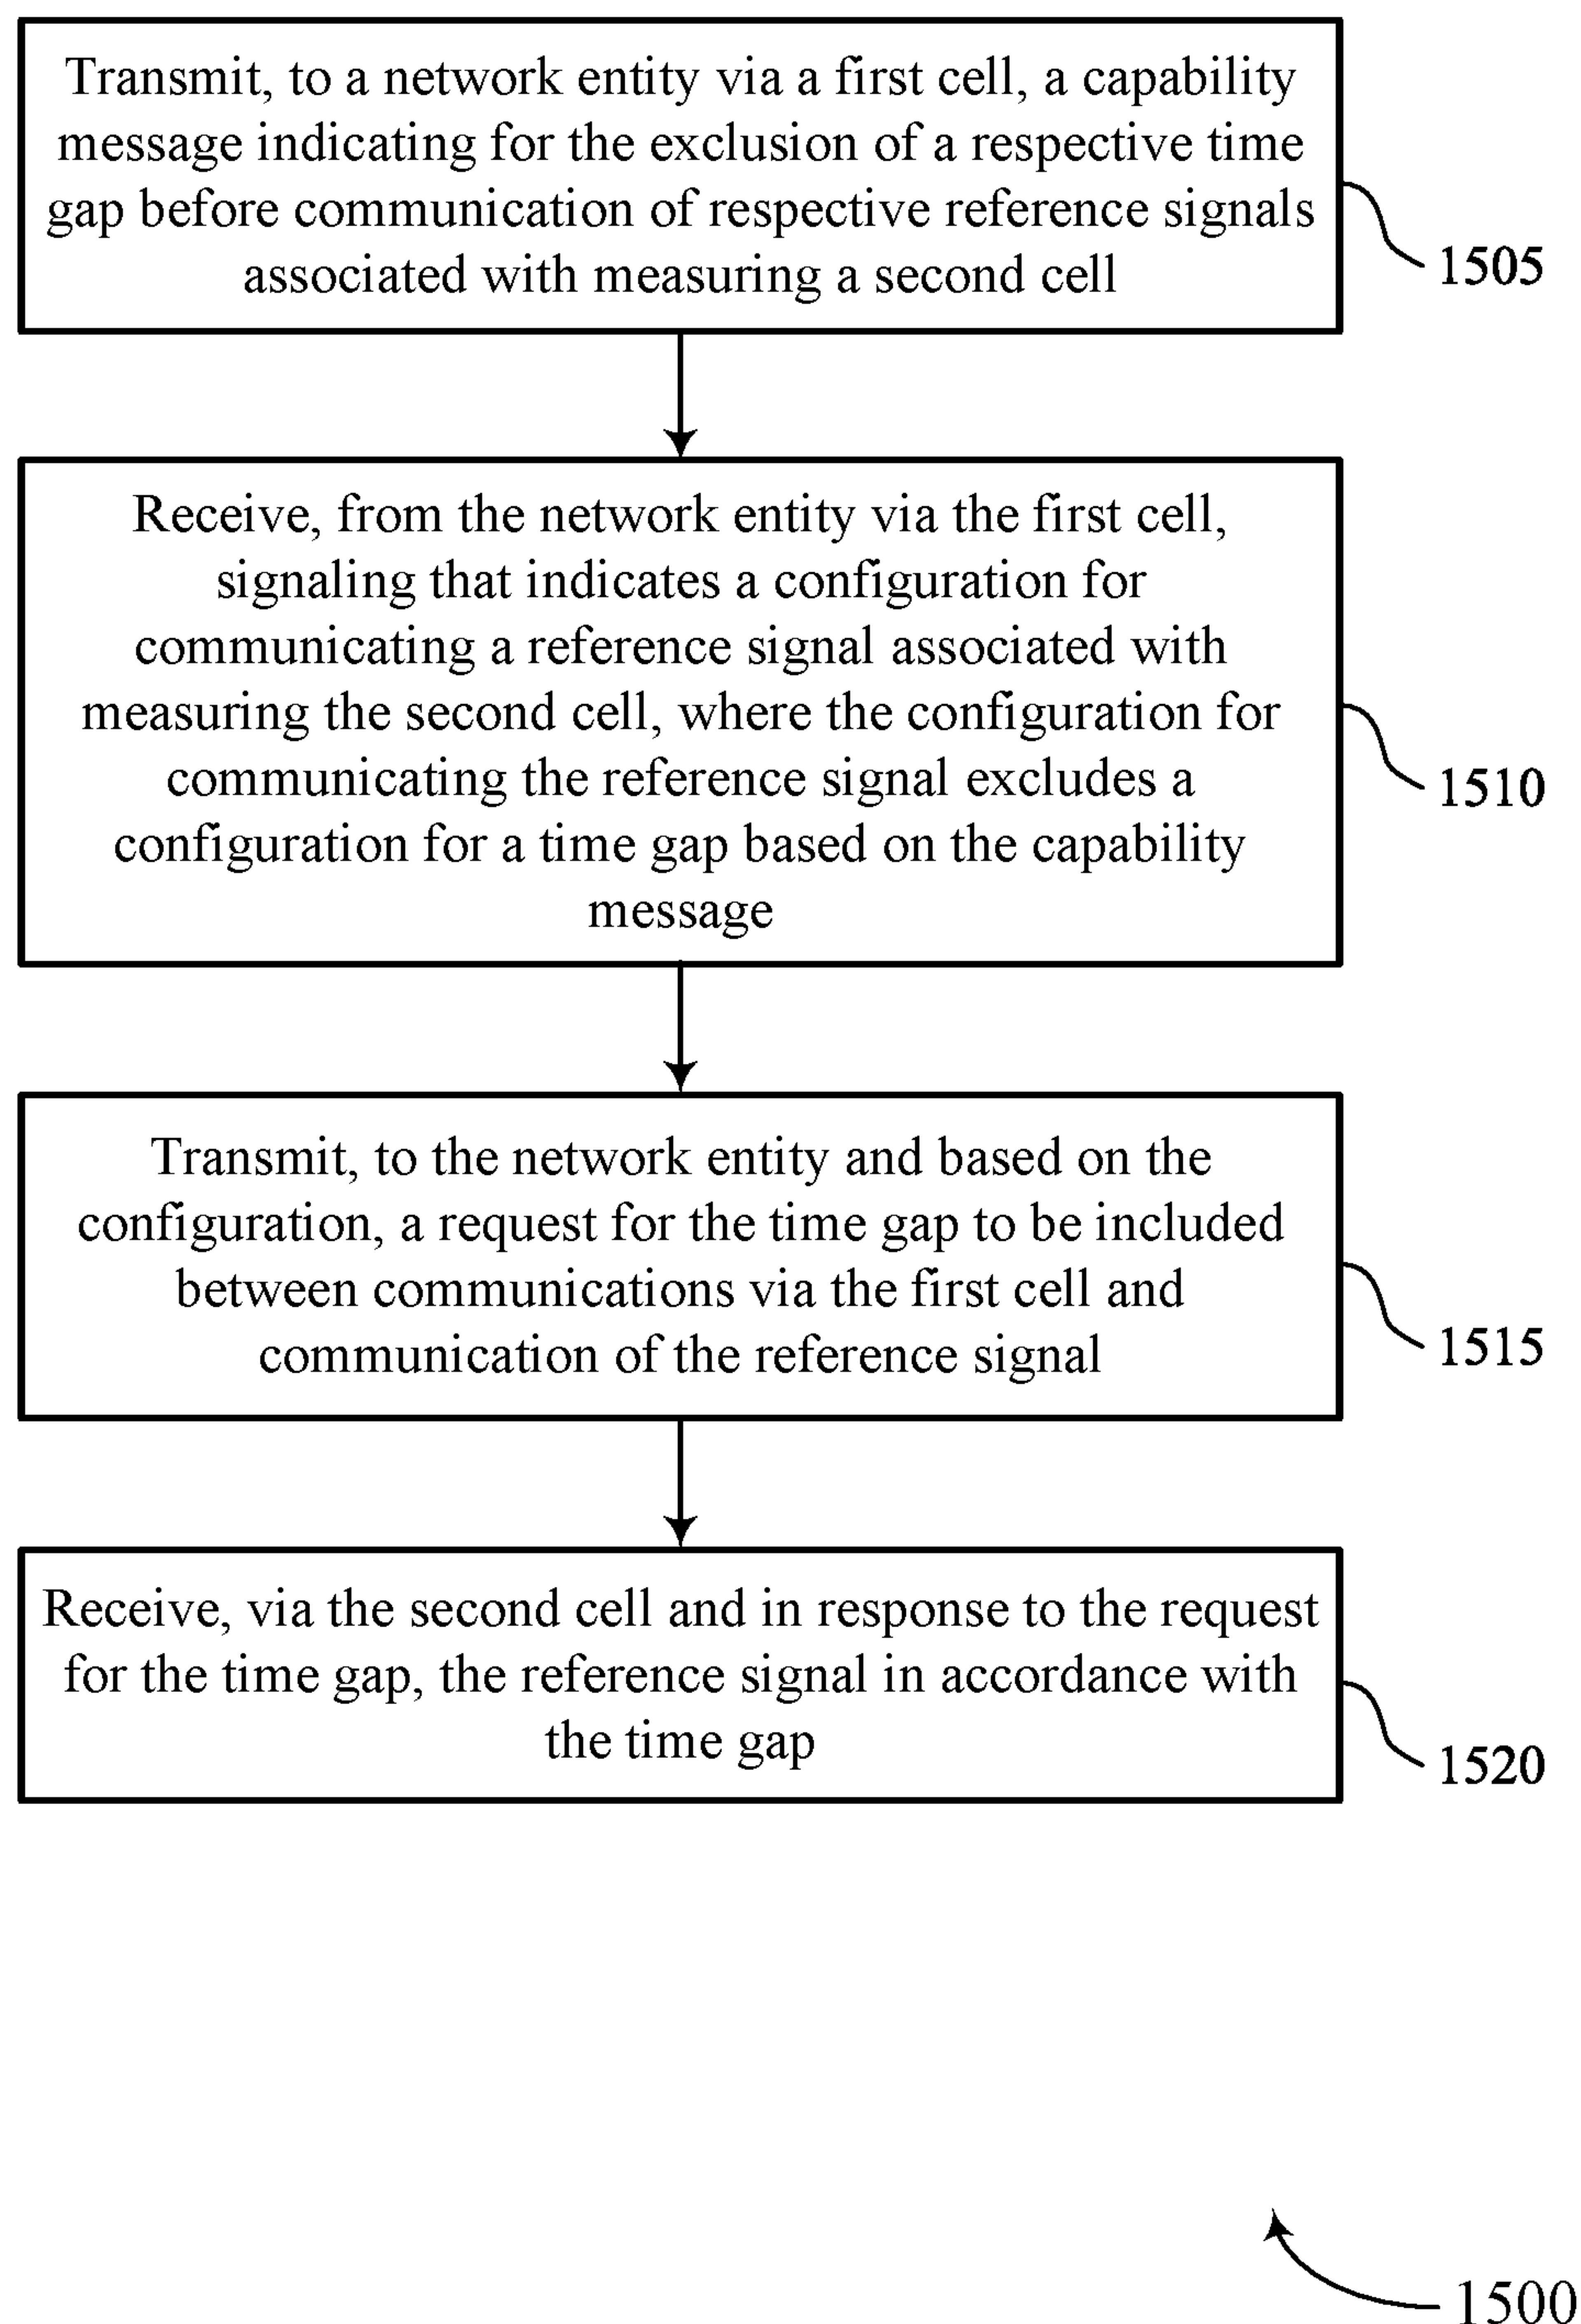 Transmit, to a network entity via a first cell, a capability
message indicating for the exclusion of a respective time
gap before communication of respective reference signals
associated with measuring a second cell
1505
Receive, from the network entity via the first cell,
signaling that indicates a configuration for
communicating a reference signal associated with
measuring the second cell, where the configuration for
communicating the reference signal excludes a
configuration for a time gap based on the capability
message
1510
Transmit, to the network entity and based on the
configuration, a request for the time gap to be included
between communications via the first cell and
communication of the reference signal
1515
Receive, via the second cell and in response to the request
for the time gap, the reference signal in accordance with
the time gap
1520
1500